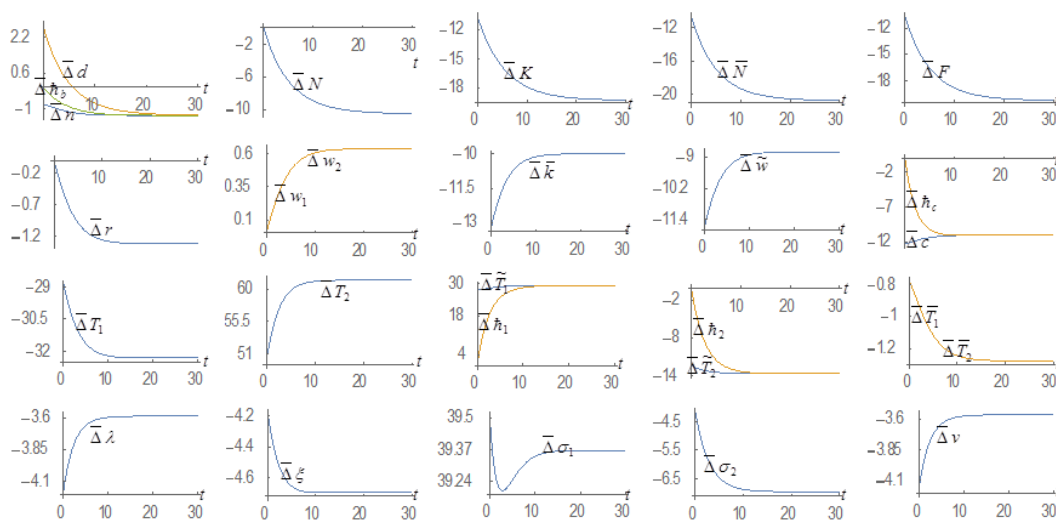 2.2
0.6
−1
Δ̄ d
Δ̄ ħ_b
Δ̄ n
t
0 10 20 30
10 20 30
t
−2
−6
−10
Δ̄ N
−12
−15
−18
Δ̄ K
t
0 10 20 30
−12
−15
−18
−21
Δ̄ N̄
t
0 10 20 30
−12
−15
−18
Δ̄ F
t
0 10 20 30
t
10 20 30
−0.2
−0.7
−1.2
Δ̄ r
0.6
0.35
0.1
Δ̄ w₂
Δ̄ w₁
t
0 10 20 30
−10
−11.5
−13
Δ̄ k̄
t
0 10 20 30
−9
−10.2
−11.4
Δ̄ w̃
t
0 10 20 30
−2
−7
−12
Δ̄ ħ_c
Δ̄ c
t
0 10 20 30
−29
−30.5
−32
Δ̄ T₁
t
0 10 20 30
60
55.5
51
Δ T₂
t
0 10 20 30
30
18
4
Δ̄ T̃₁
Δ̄ ħ₁
t
0 10 20 30
−2
−8
−14
Δ̄ ħ₂
Δ̄ T̃₂
t
0 10 20 30
−0.8
−1
−1.2
Δ̄ T̄₁
Δ̄ T̄₂
t
0 10 20 30
−3.6
−3.85
−4.1
Δ̄ λ
t
0 10 20 30
−4.2
−4.4
−4.6
Δ̄ ξ
t
0 10 20 30
39.5
39.37
39.24
Δ̄ σ₁
t
0 10 20 30
−4.5
−5.5
−6.5
Δ̄ σ₂
t
0 10 20 30
−3.6
−3.85
−4.1
Δ̄ v
t
0 10 20 30